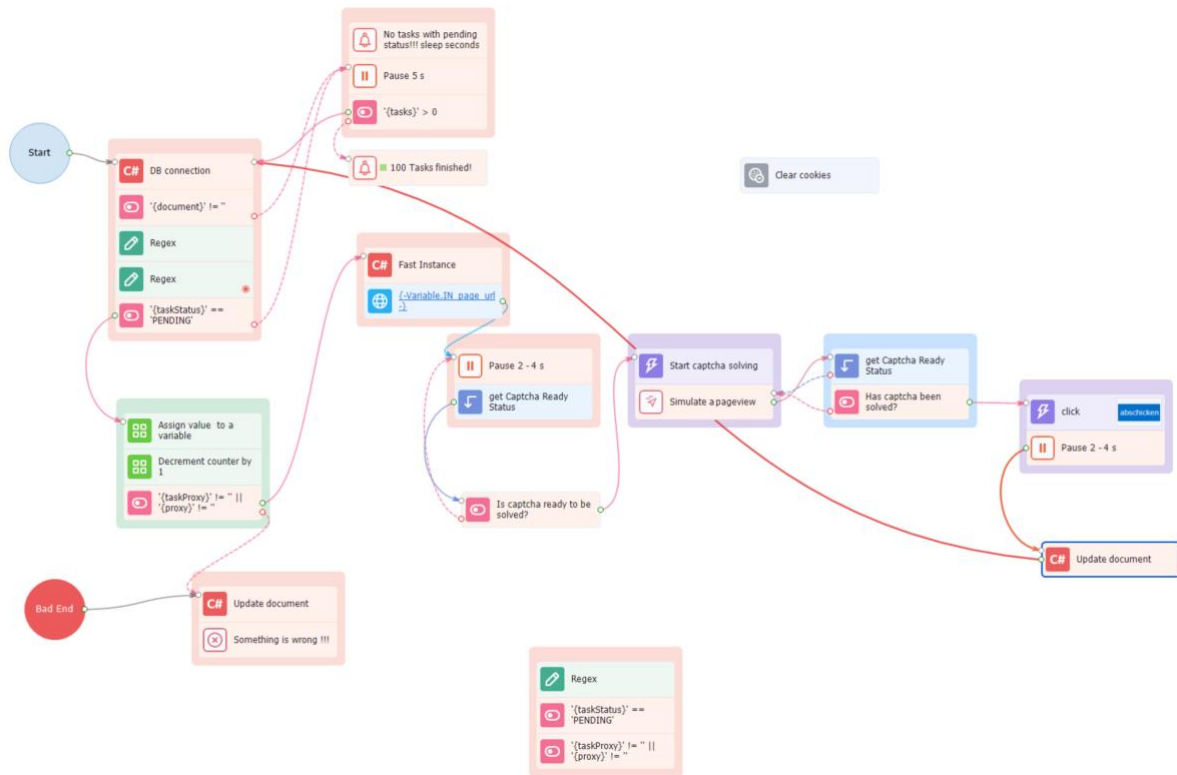 No tasks with pending
status!!! sleep seconds
Pause 5 s
'{tasks}' > 0
100 Tasks finished!
Start
C# DB connection
'{document}' != ''
Regex
Regex
'{taskStatus}' ==
'PENDING'
Clear cookies
C# Fast Instance
{-Variable.IN_page_url
-}
Pause 2 - 4 s
get Captcha Ready
Status
Start captcha solving
Simulate a pageview
get Captcha Ready
Status
Has captcha been
solved?
click abschicken
Pause 2 - 4 s
Assign value to a
variable
Decrement counter by
1
'{taskProxy}' != '' ||
'{proxy}' != ''
Is captcha ready to be
solved?
C# Update document
Bad End
C# Update document
Something is wrong !!!
Regex
'{taskStatus}' ==
'PENDING'
'{taskProxy}' != '' ||
'{proxy}' != ''